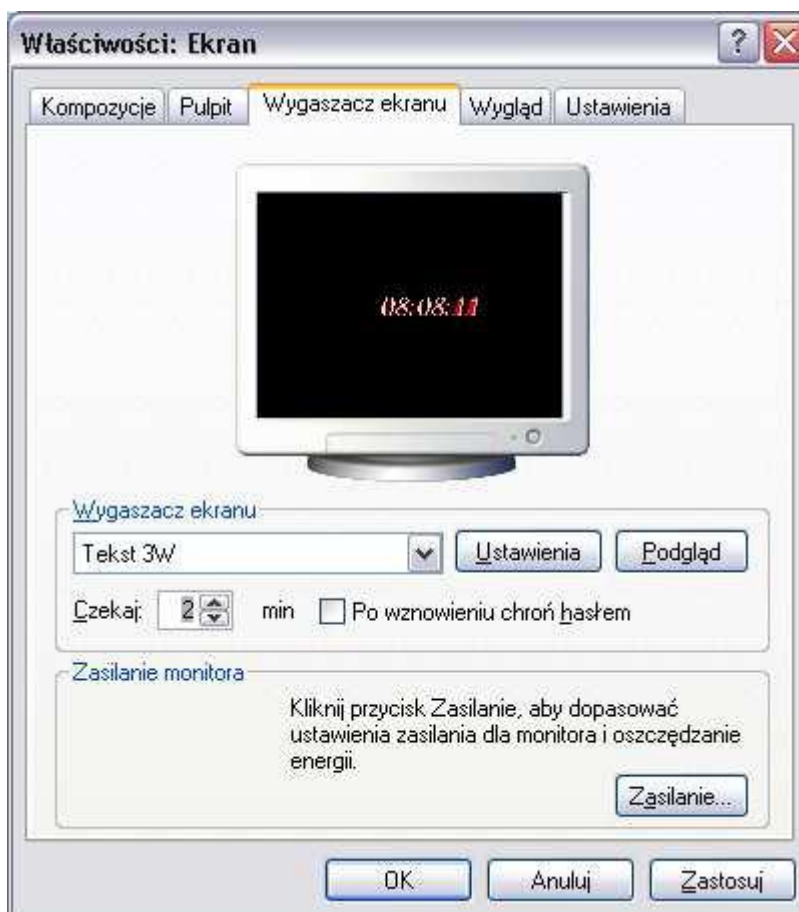 Właściwości: Ekran
Kompozycje Pulpit Wygaszacz ekranu Wygląd Ustawienia
08:08:11
Wygaszacz ekranu
Tekst 3W Ustawienia Podgląd
Czekaj: 2 min Po wznowieniu chroń hasłem
Zasilanie monitora
Kliknij przycisk Zasilanie, aby dopasować
ustawienia zasilania dla monitora i oszczędzanie
energii.
Zasilanie...
OK Anuluj Zastosuj